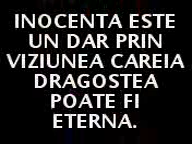 INOCENTA ESTE
UN DAR PRIN
VIZIUNEA CAREIA
DRAGOSTEA
POATE FI
ETERNA.